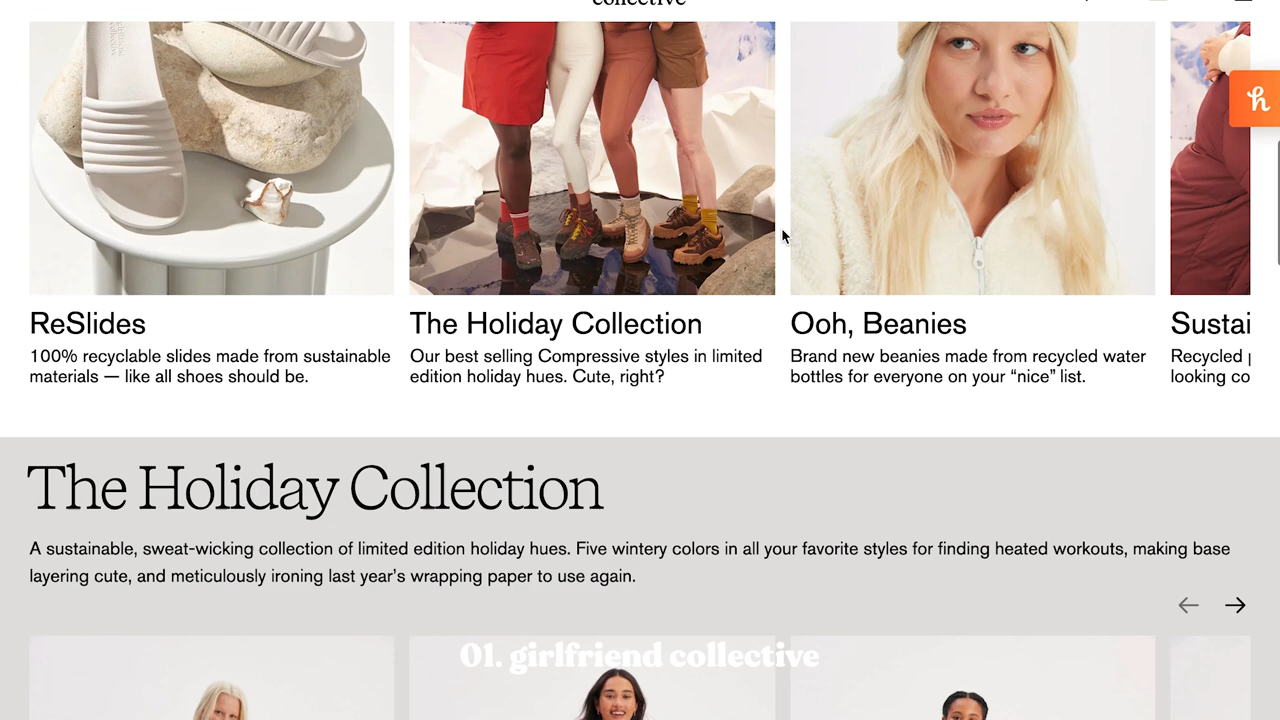 collective
ReSlides
100% recyclable slides made from sustainable
materials — like all shoes should be.
The Holiday Collection
Our best selling Compressive styles in limited
edition holiday hues. Cute, right?
Ooh, Beanies
Brand new beanies made from recycled water
bottles for everyone on your “nice” list.
Sustai
Recycled
looking co
The Holiday Collection
A sustainable, sweat-wicking collection of limited edition holiday hues. Five wintery colors in all your favorite styles for finding heated workouts, making base
layering cute, and meticulously ironing last year’s wrapping paper to use again.
01. girlfriend collective